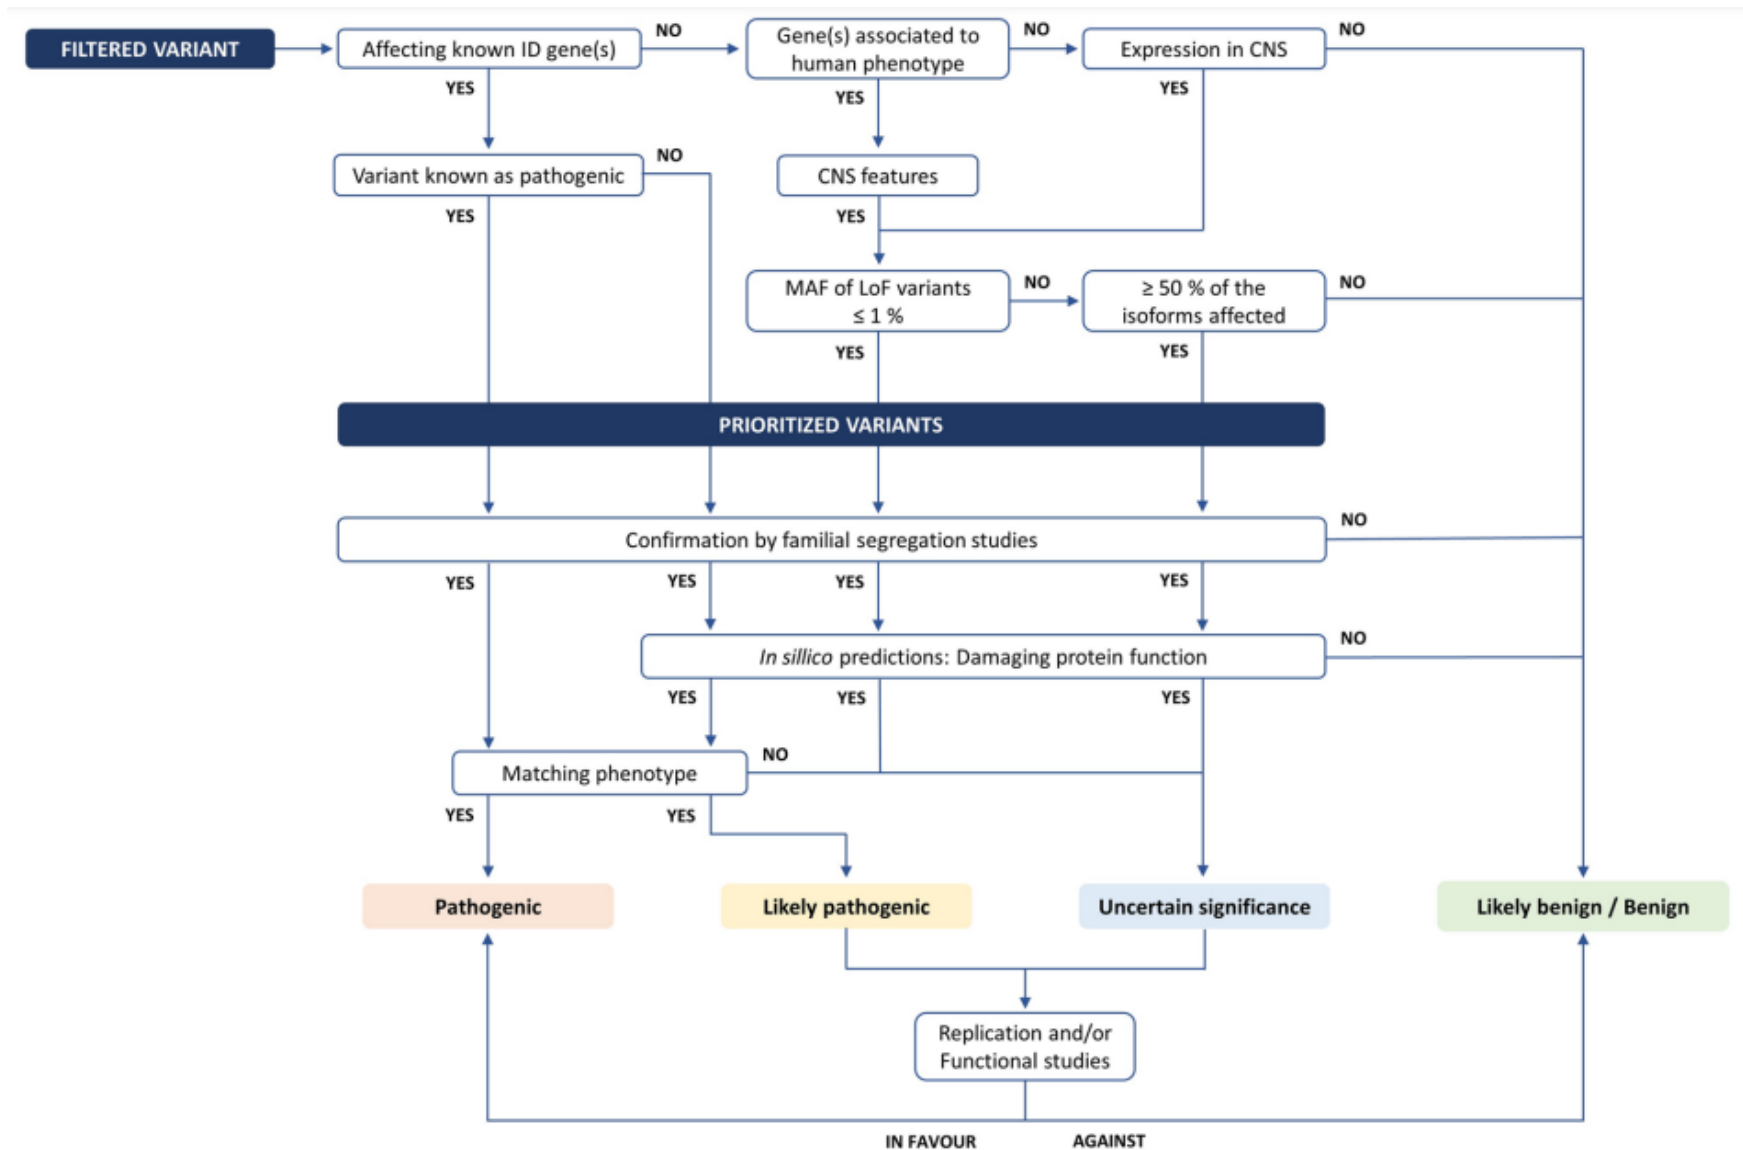 FILTERED VARIANT
Affecting known ID gene(s)
NO
Gene(s) associated to
human phenotype
NO
Expression in CNS
NO
YES
YES
YES
Variant known as pathogenic
NO
CNS features
YES
YES
MAF of LoF variants
≤ 1 %
NO
≥ 50 % of the
isoforms affected
NO
YES
YES
PRIORITIZED VARIANTS
Confirmation by familial segregation studies
NO
YES
YES
YES
YES
In sillico predictions: Damaging protein function
NO
YES
YES
YES
Matching phenotype
NO
YES
YES
Pathogenic
Likely pathogenic
Uncertain significance
Likely benign / Benign
Replication and/or
Functional studies
IN FAVOUR
AGAINST